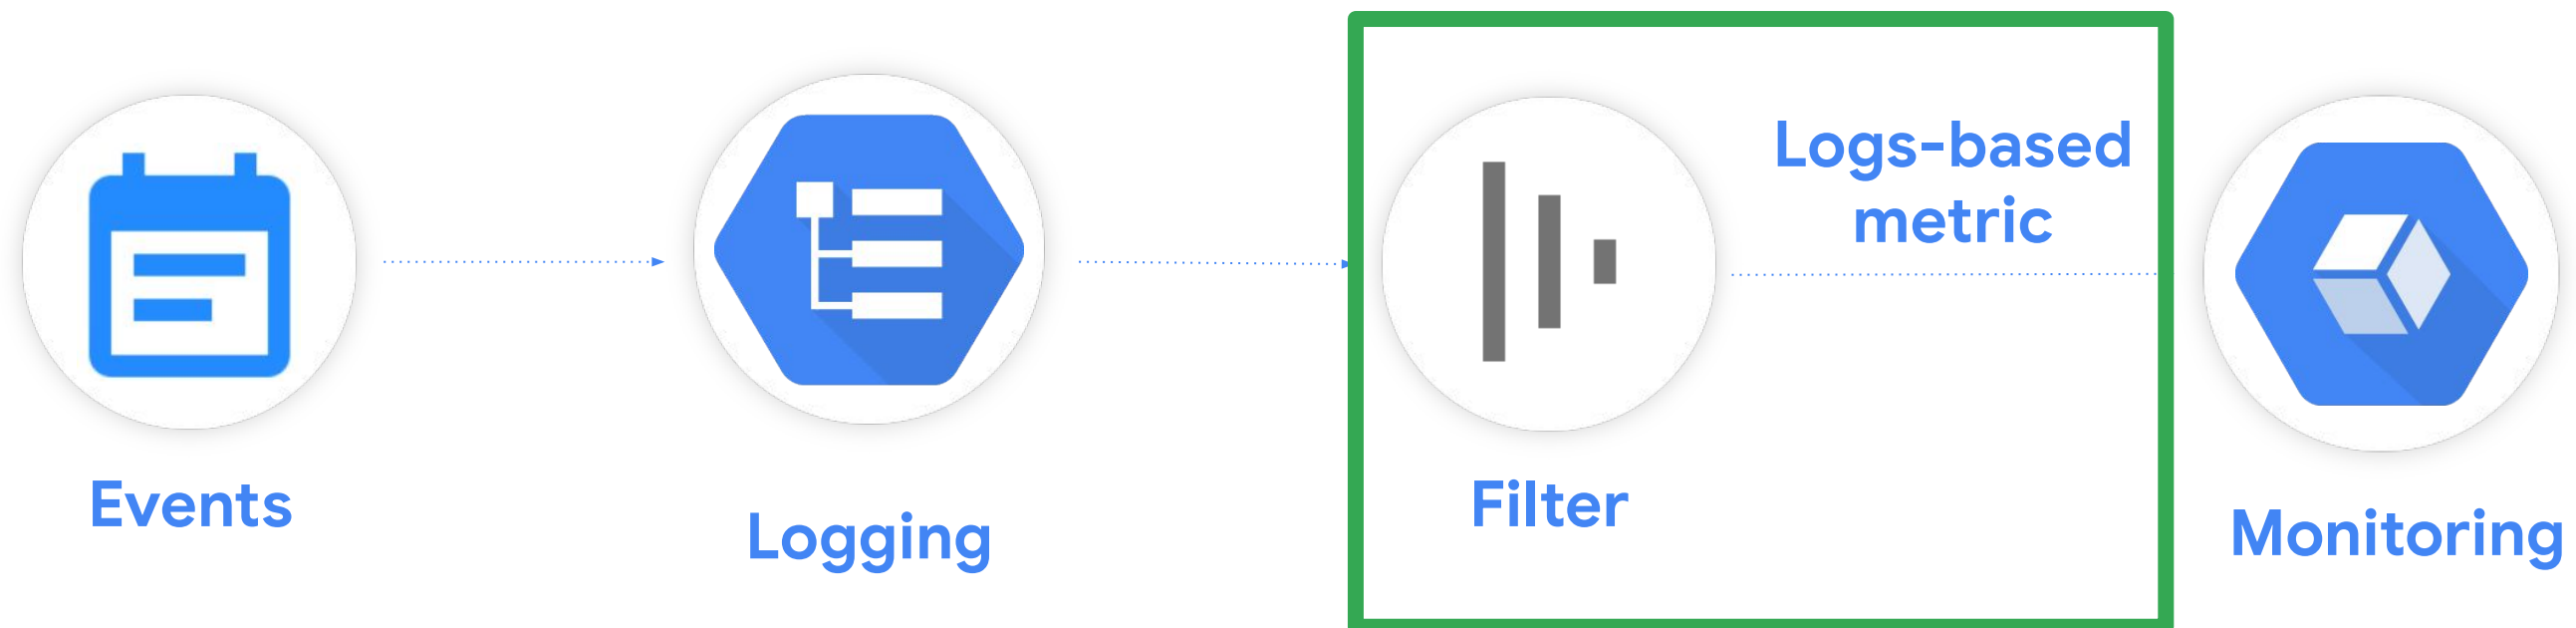 Events
Logging
Filter
Logs-based
metric
Monitoring